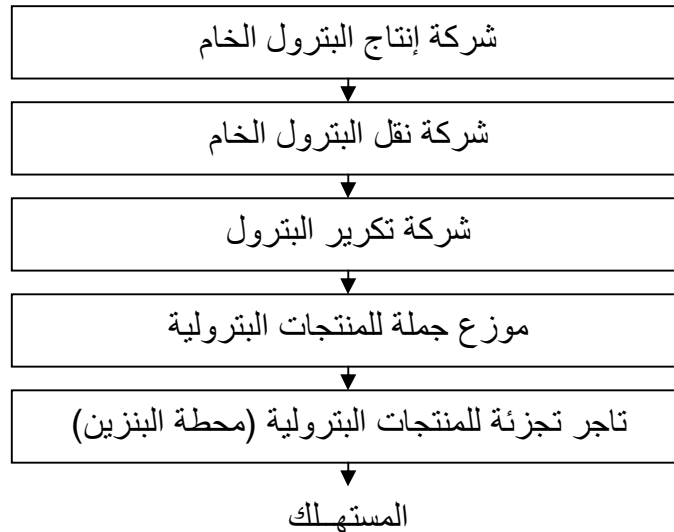 شركة إنتاج البترول الخام
شركة نقل البترول الخام
شركة تكرير البترول
موزع جملة للمنتجات البترولية
تاجر تجزئة للمنتجات البترولية (محطة البنزين)
المستهـلك